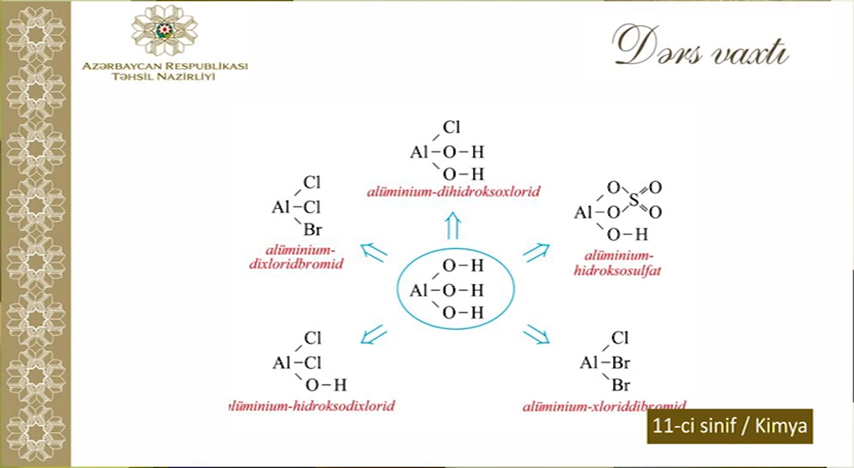 AZƏRBAYCAN RESPUBLİKASI
TƏHSİL NAZİRLİYİ
Dərs vaxtı
Cl
Al-O-H
O-H
alüminium-dihidroksoxlorid
Cl
Al-Cl
Br
alüminium-
dixloridbromid
O O
S
Al-O O
O-H
alüminium-
hidroksosulfat
O-H
Al-O-H
O-H
Cl
Al-Cl
O-H
alüminium-hidroksodixlorid
Cl
Al-Br
Br
alüminium-xloriddibromid
11-ci sinif / Kimya